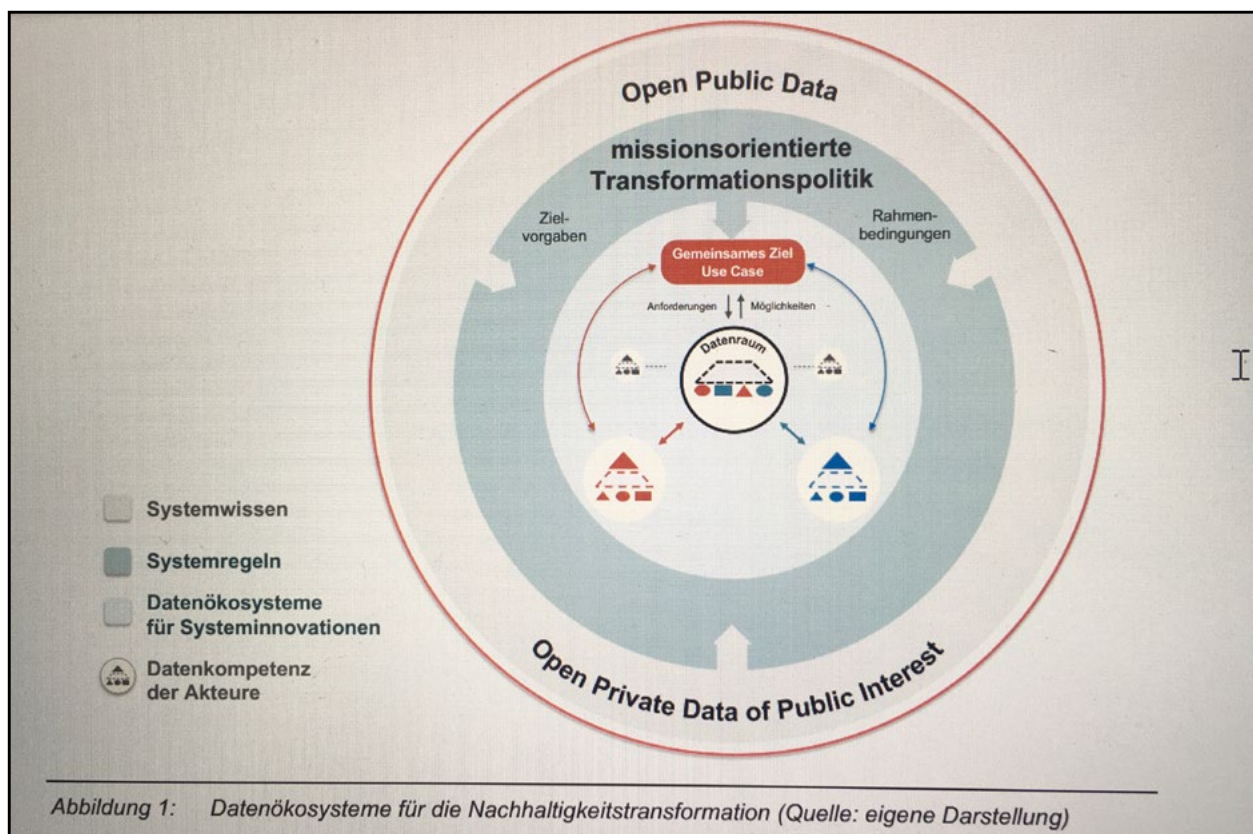 Open Public Data
missionsorientierte
Transformationspolitik
Ziel-
vorgaben
Rahmen-
bedingungen
Gemeinsames Ziel
Use Case
Anforderungen
Möglichkeiten
Datenraum
Open Private Data of Public Interest
Systemwissen
Systemregeln
Datenökosysteme
für Systeminnovationen
Datenkompetenz
der Akteure
Abbildung 1: Datenökosysteme für die Nachhaltigkeitstransformation (Quelle: eigene Darstellung)